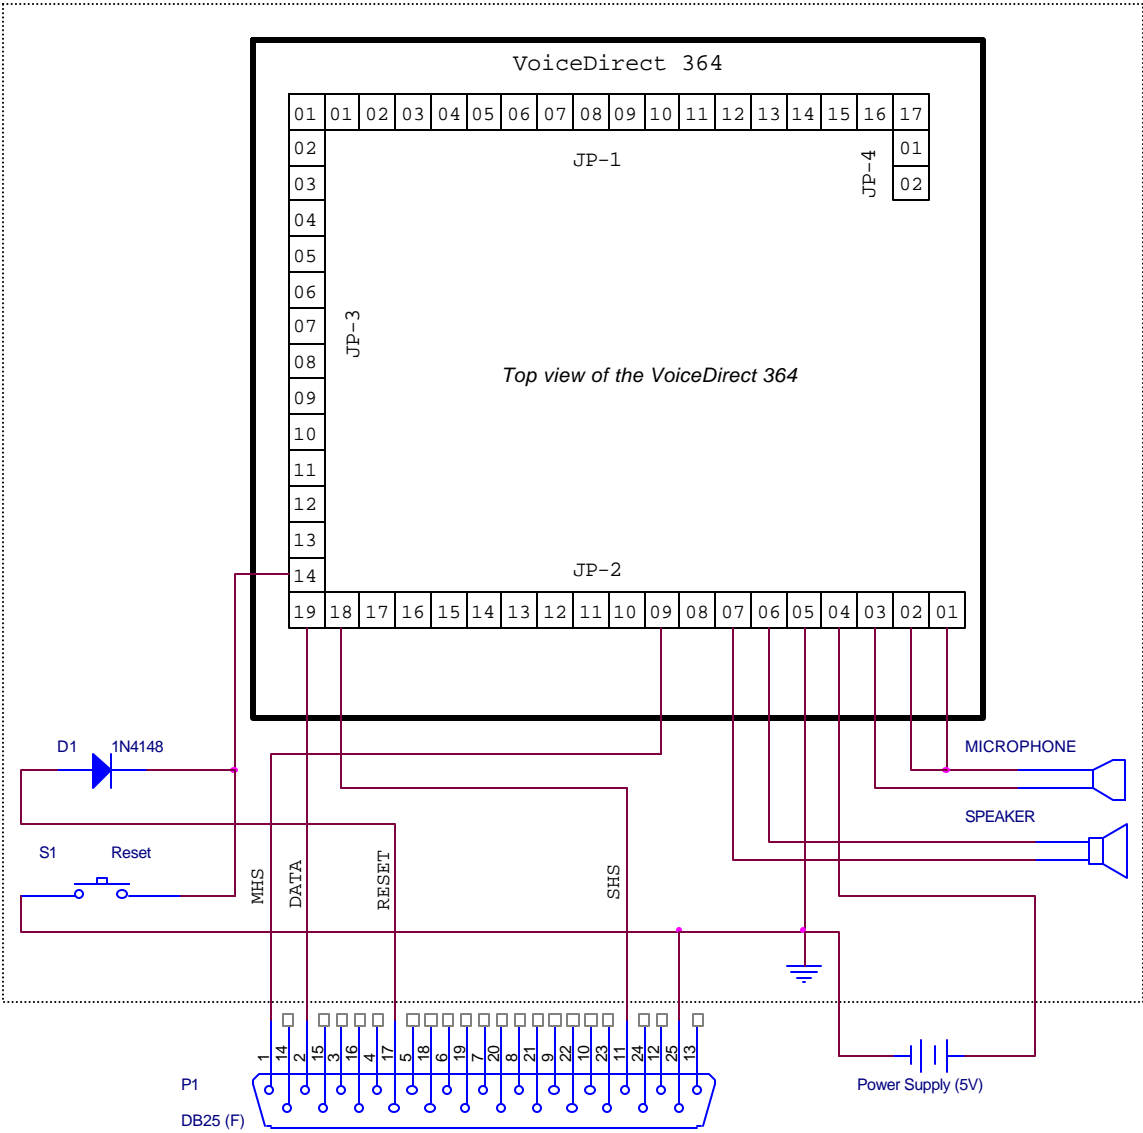 VoiceDirect 364
01 01 02 03 04 05 06 07 08 09 10 11 12 13 14 15 16 17
02
03
04
05
06
07
08
09
10
11
12
13
14
JP-1
JP-4
01
02
JP-3
Top view of the VoiceDirect 364
JP-2
19 18 17 16 15 14 13 12 11 10 09 08 07 06 05 04 03 02 01
D1 1N4148
MICROPHONE
SPEAKER
S1 Reset
MHS
DATA
RESET
SHS
1 14 2 15 3 16 4 17 5 18 6 19 7 20 8 21 9 22 10 23 11 24 12 25 13
P1
DB25 (F)
Power Supply (5V)